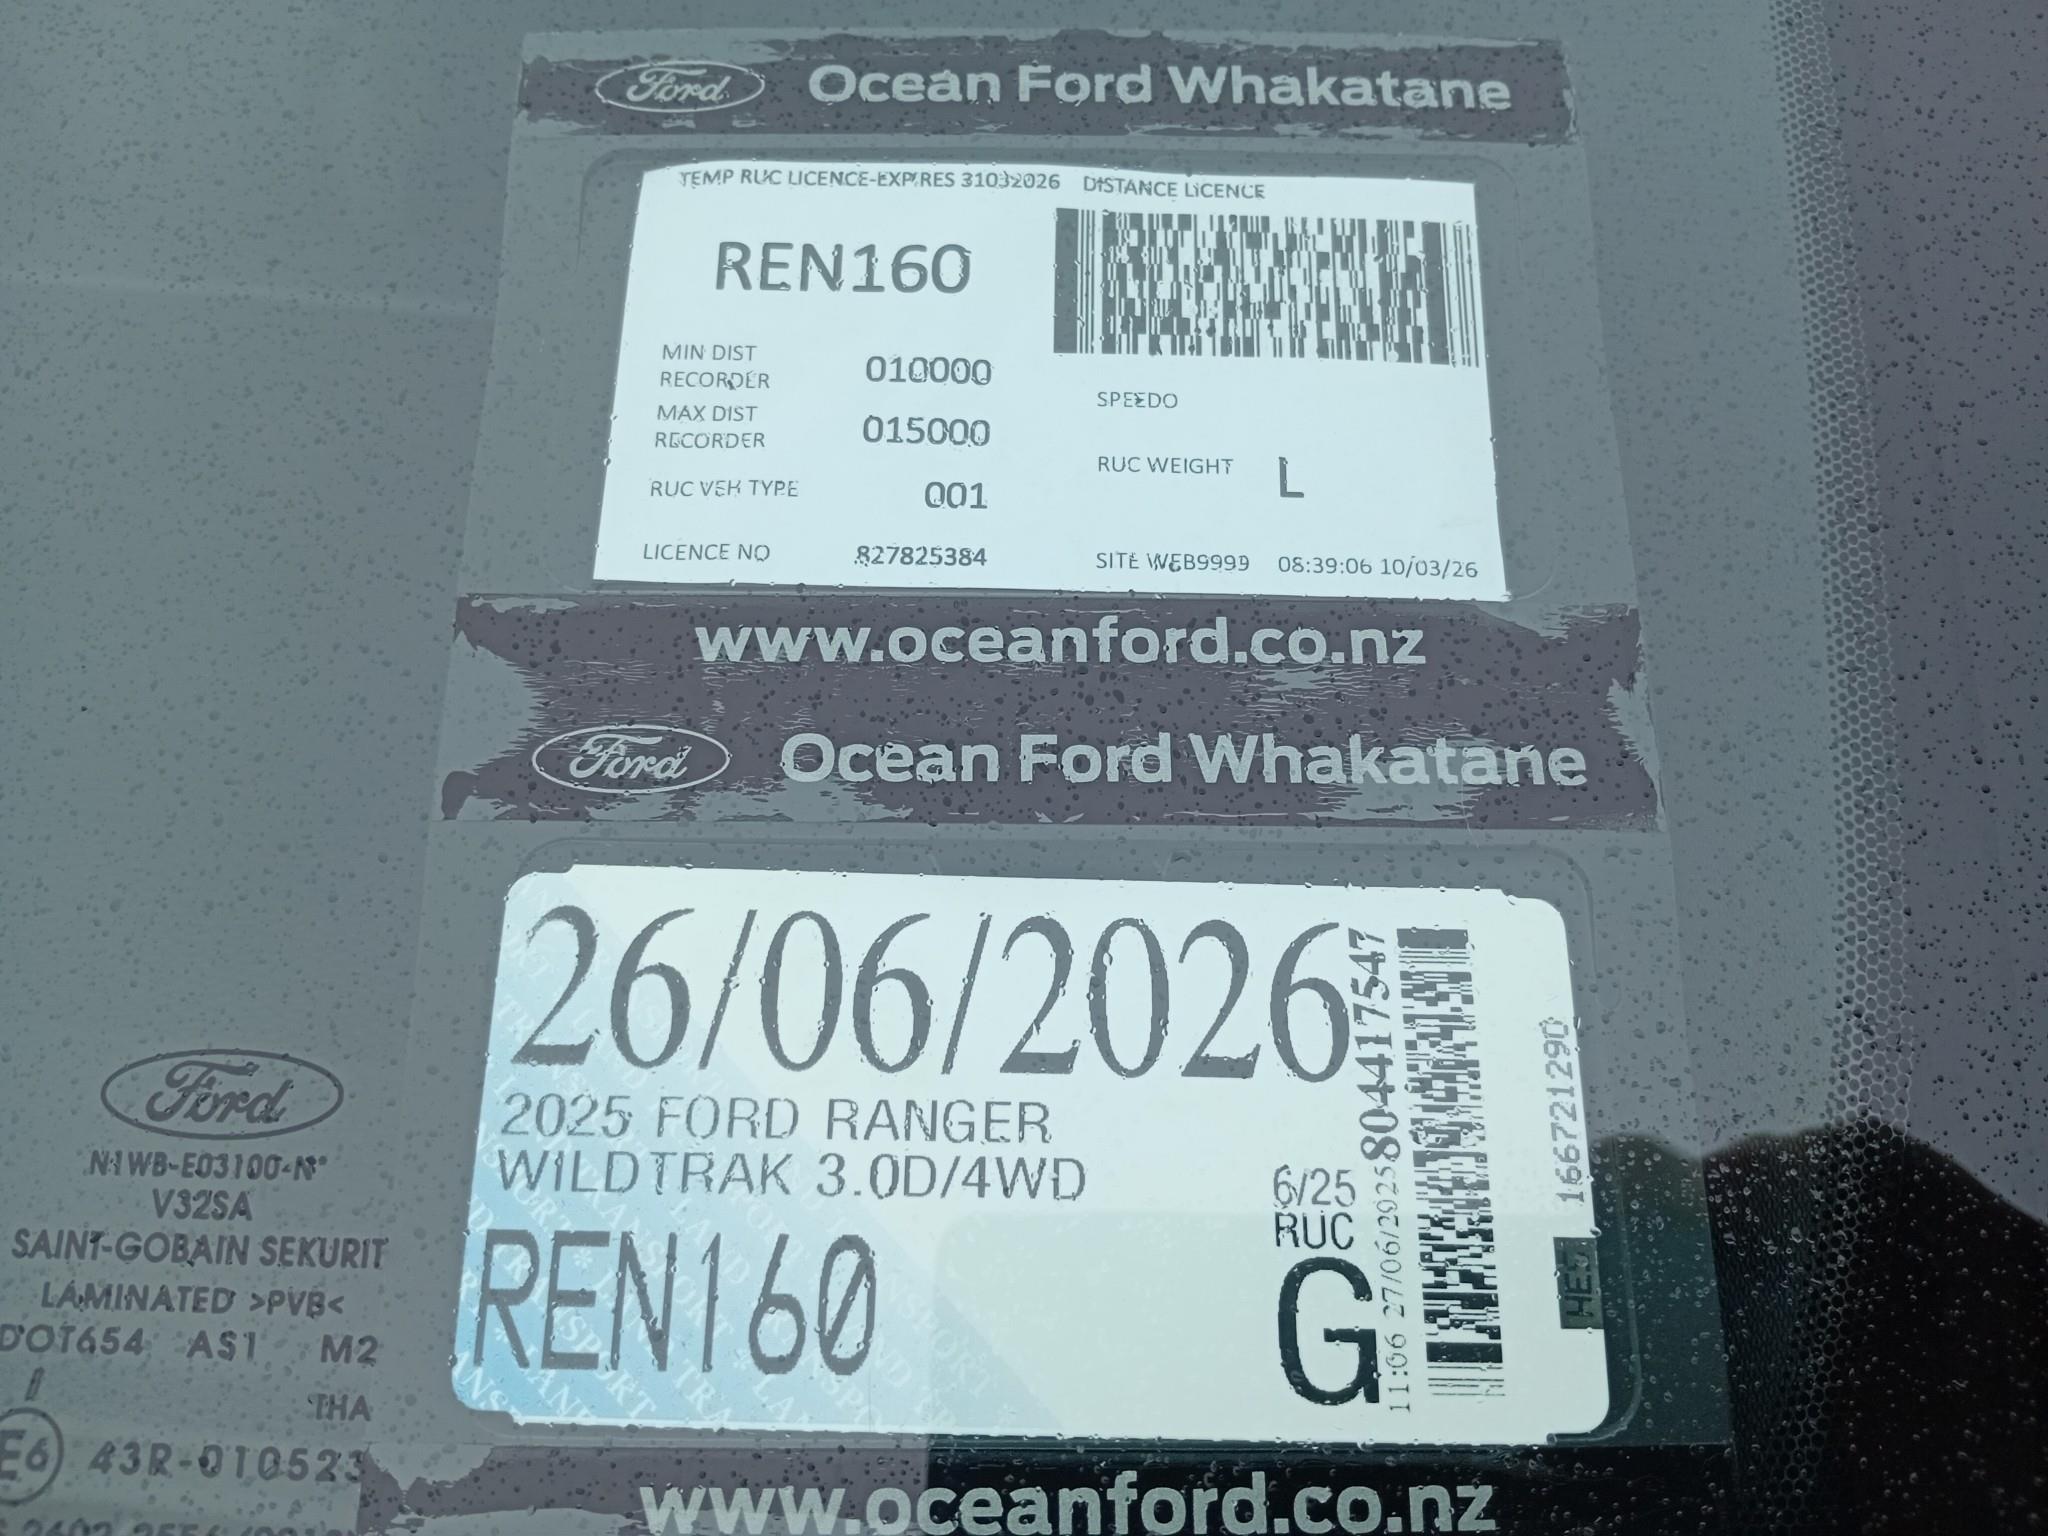 Ford Ocean Ford Whakatane
TEMP RUC LICENCE-EXPIRES 31032026 DISTANCE LICENCE
REN160
MIN DIST
RECORDER 010000
MAX DIST
RECORDER 015000
RUC VEH TYPE 001
LICENCE NO 827825384
SPEEDO
RUC WEIGHT L
SITE WEB9999 08:39:06 10/03/26
www.oceanford.co.nz
Ford Ocean Ford Whakatane
26/06/2026
2025 FORD RANGER
WILDTRAK 3.0D/4WD
REN160
6/25
RUC
G
8044175547
11:06 27/06/2025
1667212290
www.oceanford.co.nz
Ford
V32SA
SAINT-GOBAIN SEKURIT
LAMINATED >PVB<
DOT654 AS1 M2
I
THA
E6 43R-010523